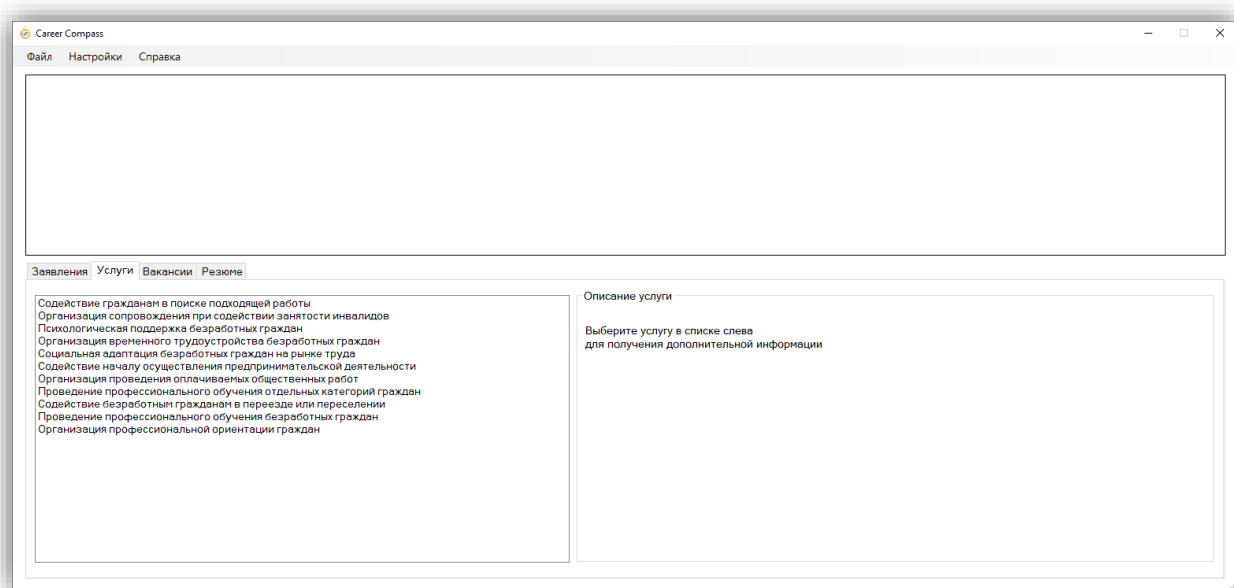 Career Compass
Файл Настройки Справка
Заявления Услуги Вакансии Резюме
Содействие гражданам в поиске подходящей работы
Организация сопровождения при содействии занятости инвалидов
Психологическая поддержка безработных граждан
Организация временного трудоустройства безработных граждан
Социальная адаптация безработных граждан на рынке труда
Содействие началу осуществления предпринимательской деятельности
Организация проведения оплачиваемых общественных работ
Проведение профессионального обучения отдельных категорий граждан
Содействие безработным гражданам в переезде или переселении
Проведение профессионального обучения безработных граждан
Организация профессиональной ориентации граждан
Описание услуги
Выберите услугу в списке слева
для получения дополнительной информации